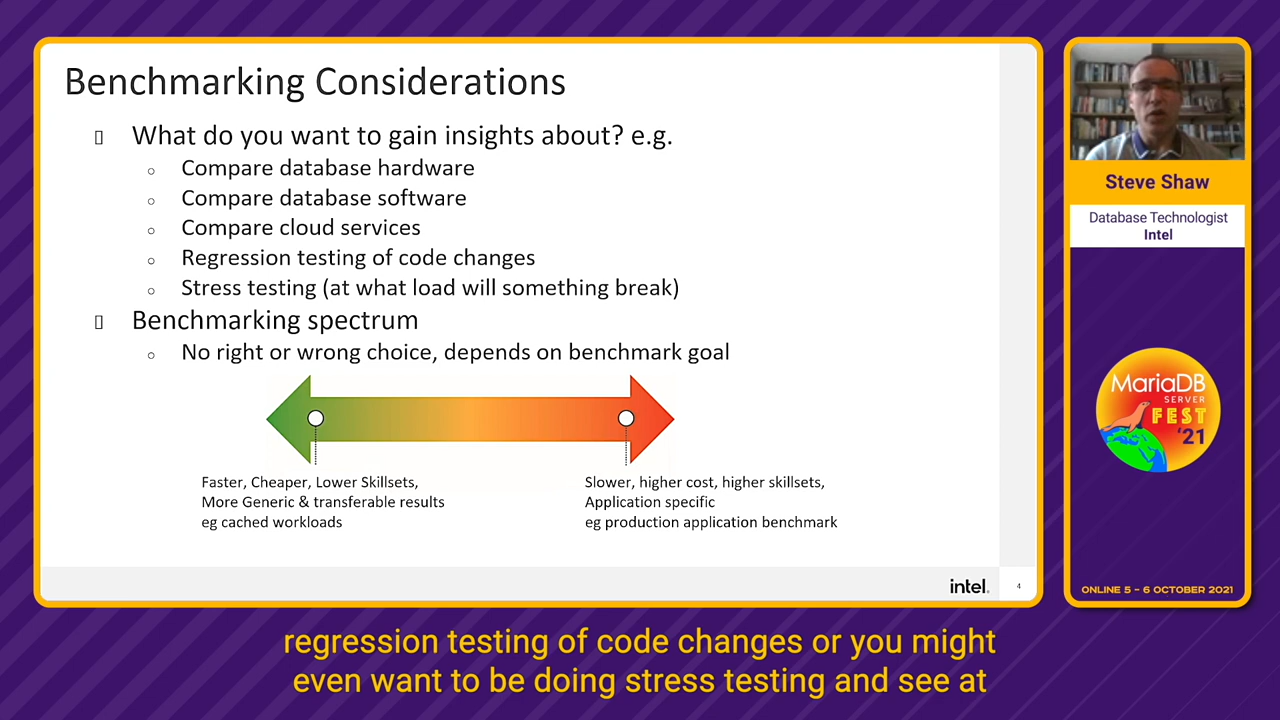 Benchmarking Considerations
What do you want to gain insights about? e.g.
Compare database hardware
Compare database software
Compare cloud services
Regression testing of code changes
Stress testing (at what load will something break)
Benchmarking spectrum
No right or wrong choice, depends on benchmark goal
Faster, Cheaper, Lower Skillsets,
More Generic & transferable results
eg cached workloads
Slower, higher cost, higher skillsets,
Application specific
eg production application benchmark
intel.
4
Steve Shaw
Database Technologist
Intel
MariaDB
SERVER
FEST
'21
ONLINE 5 - 6 OCTOBER 2021
regression testing of code changes or you might
even want to be doing stress testing and see at